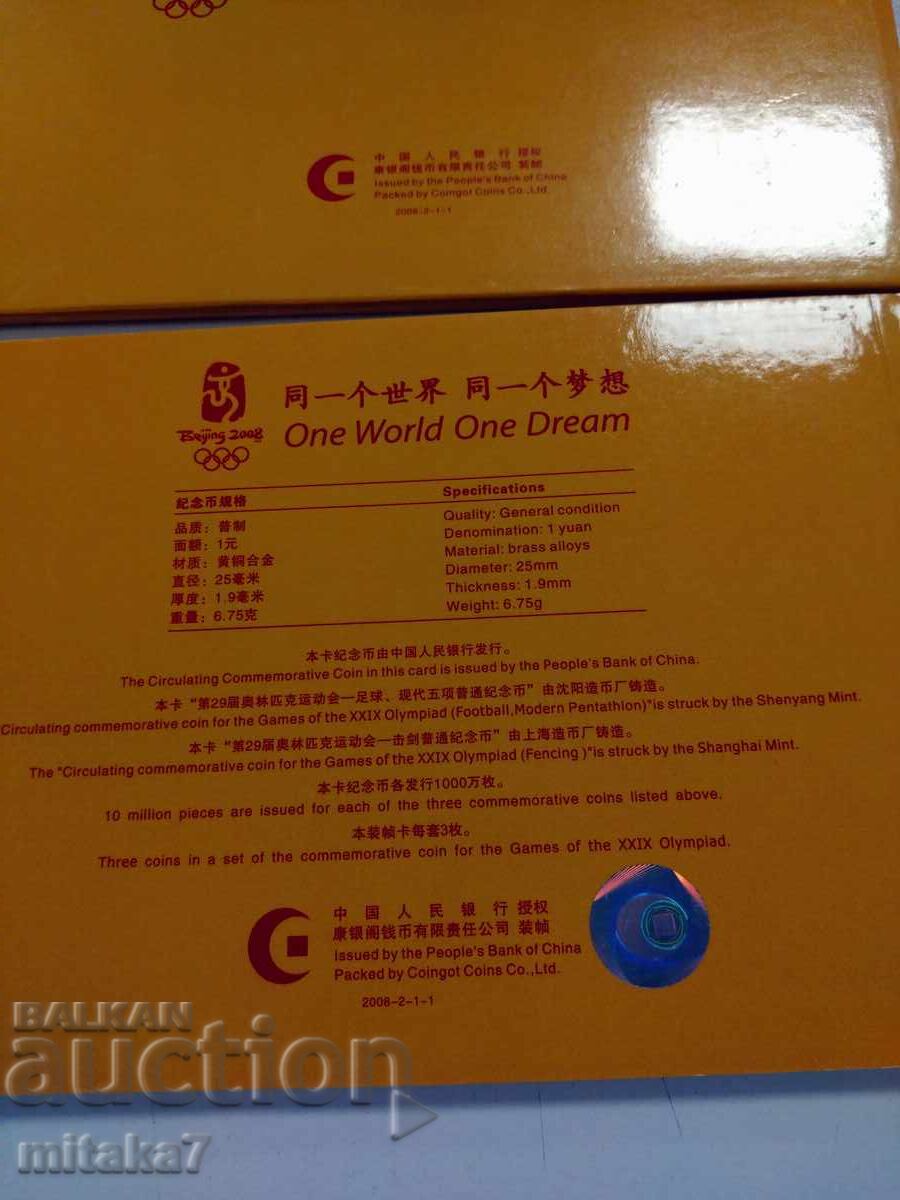 中 国 人 民 银 行 授权
康银阁钱币有限责任公司 装帧
Issued by the People's Bank of China
Packed by Coingot Coins Co.,Ltd.
2008-2-1-1
Beijing 2008
同一个世界 同一个梦想
One World One Dream
纪念币规格 Specifications
品质：普制 Quality: General condition
面额：1元 Denomination: 1 yuan
材质：黄铜合金 Material: brass alloys
直径：25毫米 Diameter: 25mm
厚度：1.9毫米 Thickness: 1.9mm
重量：6.75克 Weight: 6.75g
本卡纪念币由中国人民银行发行。
The Circulating Commemorative Coin in this card is issued by the People's Bank of China.
本卡“第29届奥林匹克运动会—足球、现代五项普通纪念币”由沈阳造币厂铸造。
"Circulating commemorative coin for the Games of the XXIX Olympiad (Football,Modern Pentathlon)"is struck by the Shenyang Mint.
本卡“第29届奥林匹克运动会—击剑普通纪念币”由上海造币厂铸造。
The "Circulating commemorative coin for the Games of the XXIX Olympiad (Fencing )"is struck by the Shanghai Mint.
本卡纪念币各发行1000万枚。
10 million pieces are issued for each of the three commemorative coins listed above.
本装帧卡每套3枚。
Three coins in a set of the commemorative coin for the Games of the XXIX Olympiad.
中 国 人 民 银 行 授权
康银阁钱币有限责任公司 装帧
Issued by the People's Bank of China
Packed by Coingot Coins Co.,Ltd.
2008-2-1-1
BALKAN
auction
mitaka7